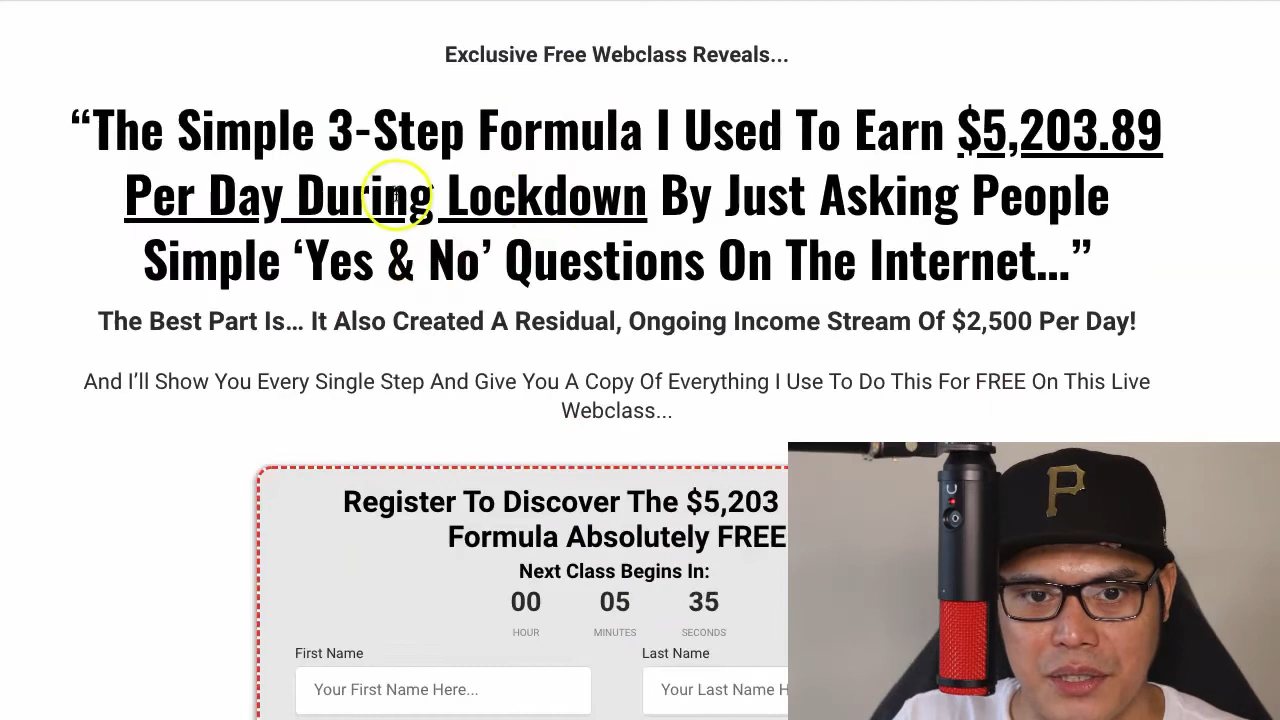 Exclusive Free Webclass Reveals...
“The Simple 3-Step Formula I Used To Earn $5,203.89
Per Day During Lockdown By Just Asking People
Simple ‘Yes & No’ Questions On The Internet...”
The Best Part Is… It Also Created A Residual, Ongoing Income Stream Of $2,500 Per Day!
And I’ll Show You Every Single Step And Give You A Copy Of Everything I Use To Do This For FREE On This Live
Webclass...
Register To Discover The $5,203
Formula Absolutely FREE
Next Class Begins In:
00 05 35
HOUR MINUTES SECONDS
First Name Last Name
Your First Name Here... Your Last Name H
P